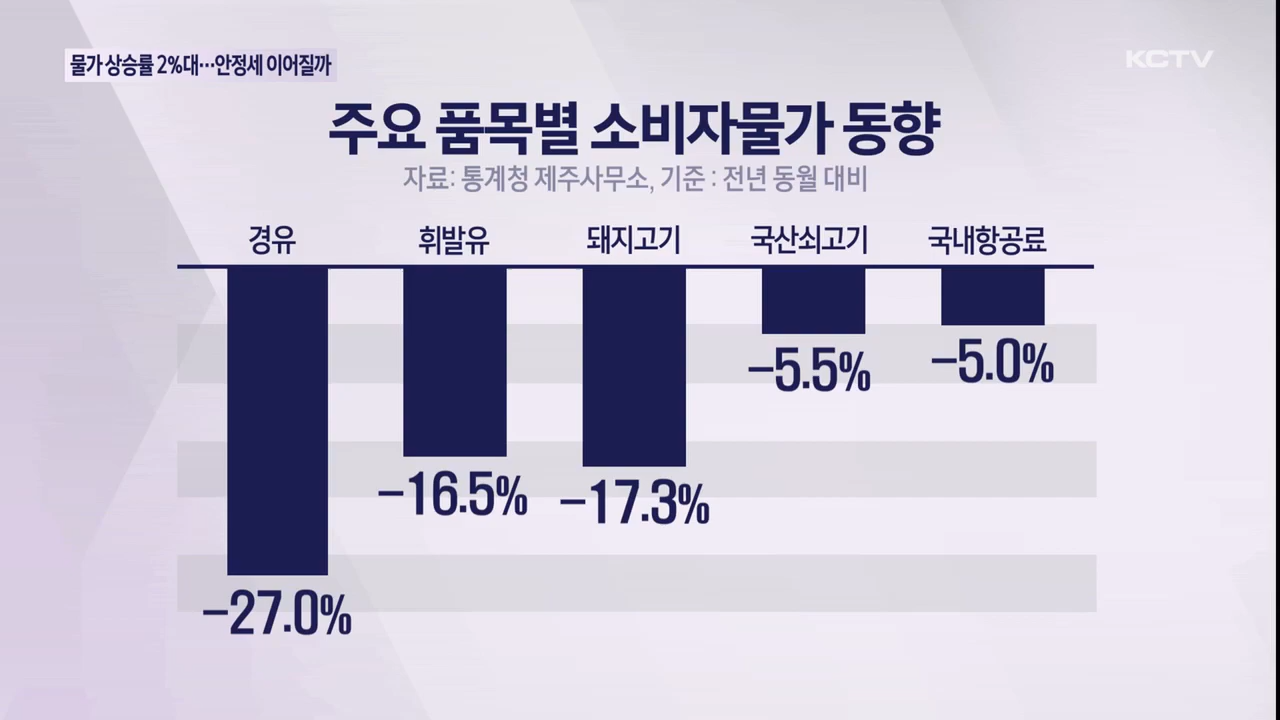 물가 상승률 2%대…안정세 이어질까
KCTV
주요 품목별 소비자물가 동향
자료: 통계청 제주사무소, 기준 : 전년 동월 대비
경유 휘발유 돼지고기 국산쇠고기 국내항공료
-27.0% -16.5% -17.3% -5.5% -5.0%